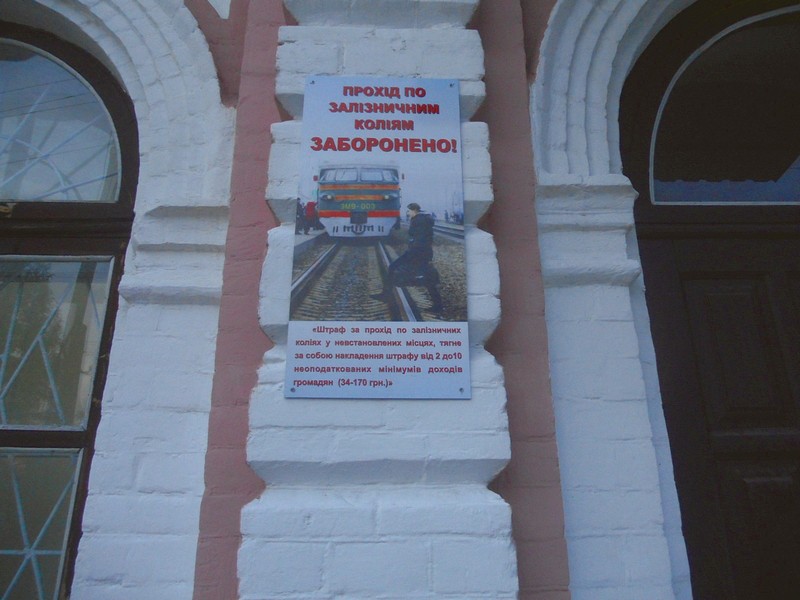 ПРОХІД ПО
ЗАЛІЗНИЧНИМ
КОЛІЯМ
ЗАБОРОНЕНО!
«Штраф за прохід по залізничних
коліях у невстановлених місцях, тягне
за собою накладення штрафу від 2 до10
неоподаткованих мінімумів доходів
громадян (34-170 грн.)»